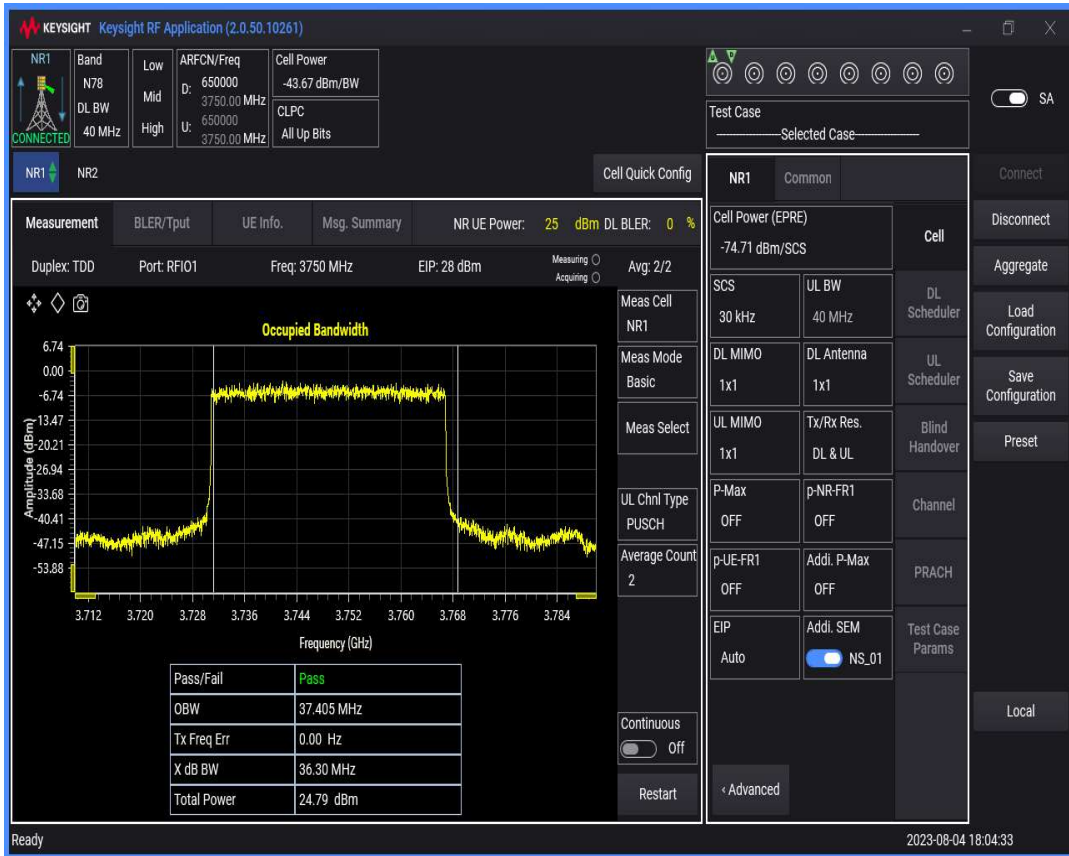 KEYSIGHT Keysight RF Application (2.0.50.10261)
NR1
CONNECTED
Band
N78
DL BW
40 MHz
Low
Mid
High
ARFCN/Freq
D: 650000
3750.00 MHz
U: 650000
3750.00 MHz
Cell Power
-43.67 dBm/BW
CLPC
All Up Bits
Test Case
Selected Case
SA
NR1 NR2 Cell Quick Config
Measurement BLER/Tput UE Info. Msg. Summary NR UE Power: 25 dBm DL BLER: 0 %
Duplex: TDD Port: RFIO1 Freq: 3750 MHz EIP: 28 dBm Measuring Avg: 2/2
Acquiring
Occupied Bandwidth
Amplitude (dBm)
6.74
0.00
-6.74
-13.47
-20.21
-26.94
-33.68
-40.41
-47.15
-53.88
3.712 3.720 3.728 3.736 3.744 3.752 3.760 3.768 3.776 3.784
Frequency (GHz)
Pass/Fail Pass
OBW 37.405 MHz
Tx Freq Err 0.00 Hz
X dB BW 36.30 MHz
Total Power 24.79 dBm
Meas Cell
NR1
Meas Mode
Basic
Meas Select
UL Chnl Type
PUSCH
Average Count
2
Continuous
Off
Restart
NR1 Common
Cell Power (EPRE)
-74.71 dBm/SCS
SCS
30 kHz
UL BW
40 MHz
DL MIMO
1x1
DL Antenna
1x1
UL MIMO
1x1
Tx/Rx Res.
DL & UL
P-Max
OFF
p-NR-FR1
OFF
p-UE-FR1
OFF
Addi. P-Max
OFF
EIP
Auto
Addi. SEM
NS_01
‹ Advanced
Cell
DL
Scheduler
UL
Scheduler
Blind
Handover
Channel
PRACH
Test Case
Params
Connect
Disconnect
Aggregate
Load
Configuration
Save
Configuration
Preset
Local
Ready 2023-08-04 18:04:33